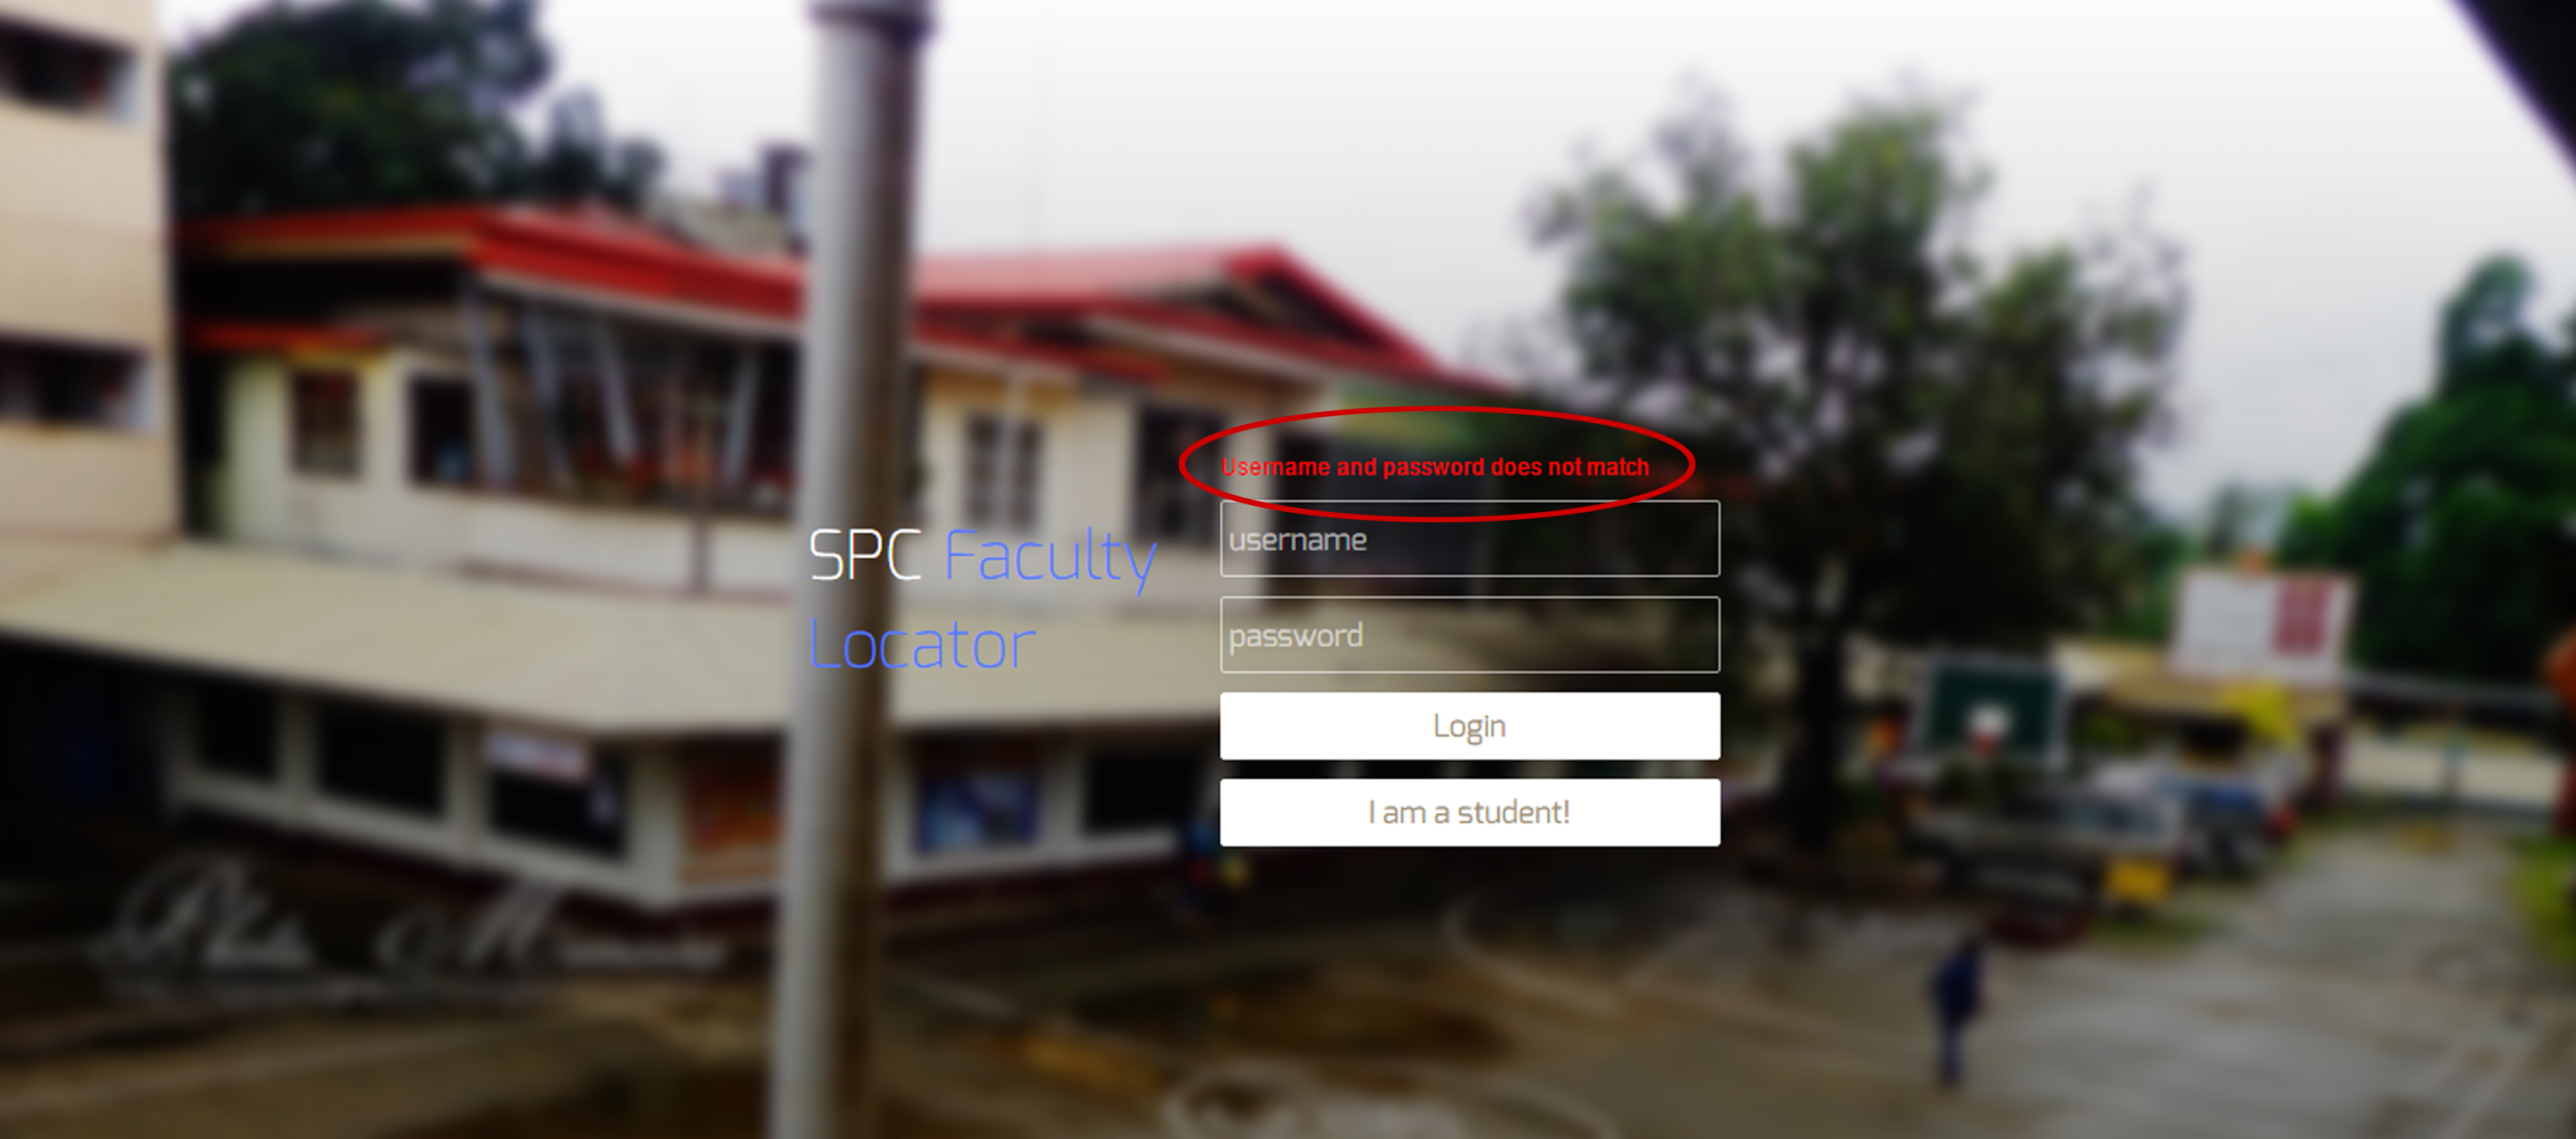 SPC Faculty
Locator
Username and password does not match
username
password
Login
I am a student!